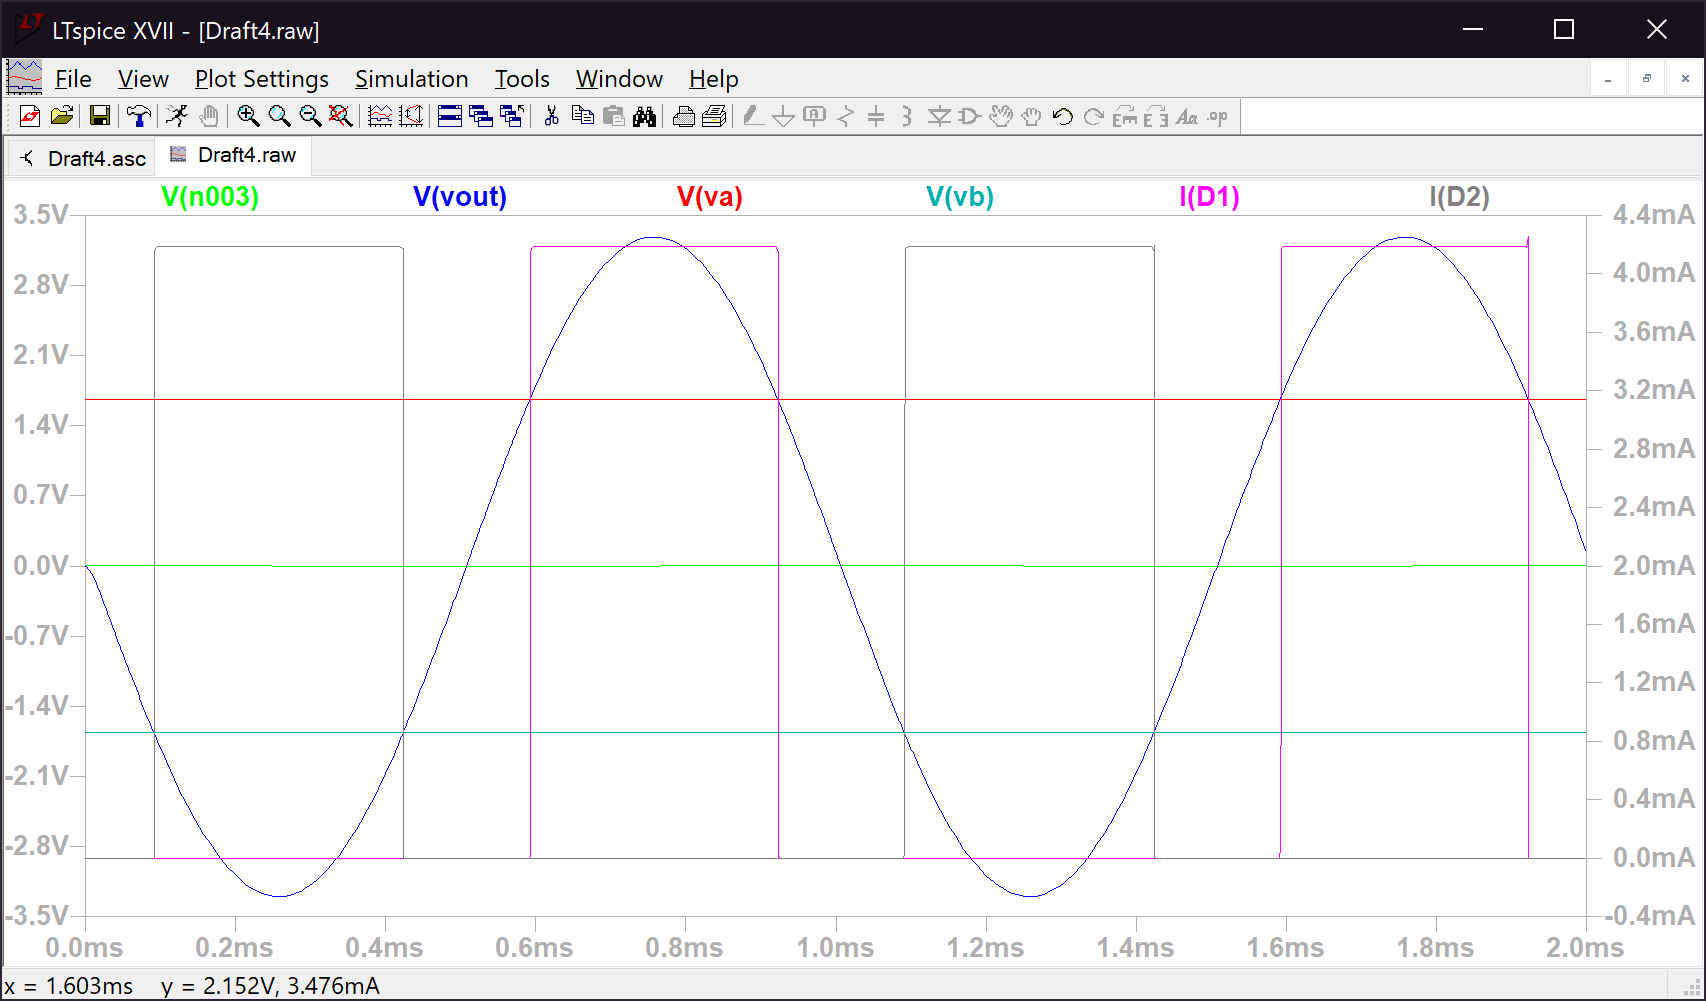 LTspice XVII - [Draft4.raw]
File View Plot Settings Simulation Tools Window Help
Draft4.asc Draft4.raw
V(n003) V(vout) V(va) V(vb) I(D1) I(D2)
3.5V 4.4mA
2.8V 4.0mA
3.6mA
2.1V
3.2mA
1.4V
2.8mA
0.7V
2.4mA
0.0V 2.0mA
-0.7V 1.6mA
1.2mA
-1.4V
0.8mA
-2.1V
0.4mA
-2.8V 0.0mA
-3.5V -0.4mA
0.0ms 0.2ms 0.4ms 0.6ms 0.8ms 1.0ms 1.2ms 1.4ms 1.6ms 1.8ms 2.0ms
x = 1.603ms y = 2.152V, 3.476mA